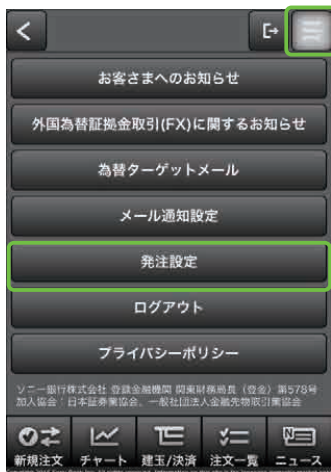 お客さまへのお知らせ
外国為替証拠金取引(FX)に関するお知らせ
為替ターゲットメール
メール通知設定
発注設定
ログアウト
プライバシーポリシー
ソニー銀行株式会社 登録金融機関 関東財務局長（登金）第578号
加入協会：日本証券業協会、一般社団法人金融先物取引業協会
新規注文 チャート 建玉/決済 注文一覧 ニュース